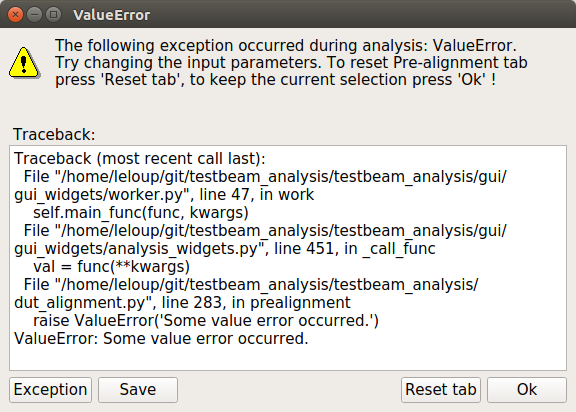 ValueError
The following exception occurred during analysis: ValueError.
Try changing the input parameters. To reset Pre-alignment tab
press 'Reset tab', to keep the current selection press 'Ok' !
Traceback:
Traceback (most recent call last):
  File "/home/leloup/git/testbeam_analysis/testbeam_analysis/gui/
gui_widgets/worker.py", line 47, in work
    self.main_func(func, kwargs)
  File "/home/leloup/git/testbeam_analysis/testbeam_analysis/gui/
gui_widgets/analysis_widgets.py", line 451, in _call_func
    val = func(**kwargs)
  File "/home/leloup/git/testbeam_analysis/testbeam_analysis/
dut_alignment.py", line 283, in prealignment
    raise ValueError('Some value error occurred.')
ValueError: Some value error occurred.
Exception Save Reset tab Ok